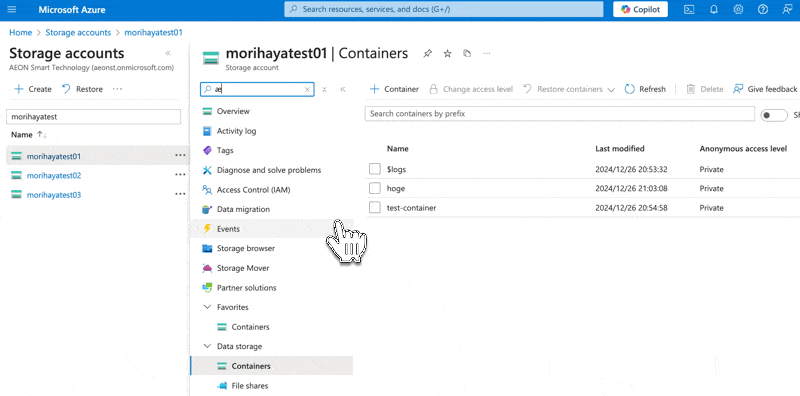 Microsoft Azure
Search resources, services, and docs (G+/)
Copilot
Home > Storage accounts > morihayatest01
Storage accounts
AEON Smart Technology (aeonst.onmicrosoft.com)
Create
Restore
morihayatest
Name
morihayatest01
morihayatest02
morihayatest03
morihayatest01 | Containers
Storage account
æ
Overview
Activity log
Tags
Diagnose and solve problems
Access Control (IAM)
Data migration
Events
Storage browser
Storage Mover
Partner solutions
Favorites
Containers
Data storage
Containers
File shares
Container
Change access level
Restore containers
Refresh
Delete
Give feedback
Search containers by prefix
Name Last modified Anonymous access level
$logs 2024/12/26 20:53:32 Private
hoge 2024/12/26 21:03:08 Private
test-container 2024/12/26 20:54:58 Private